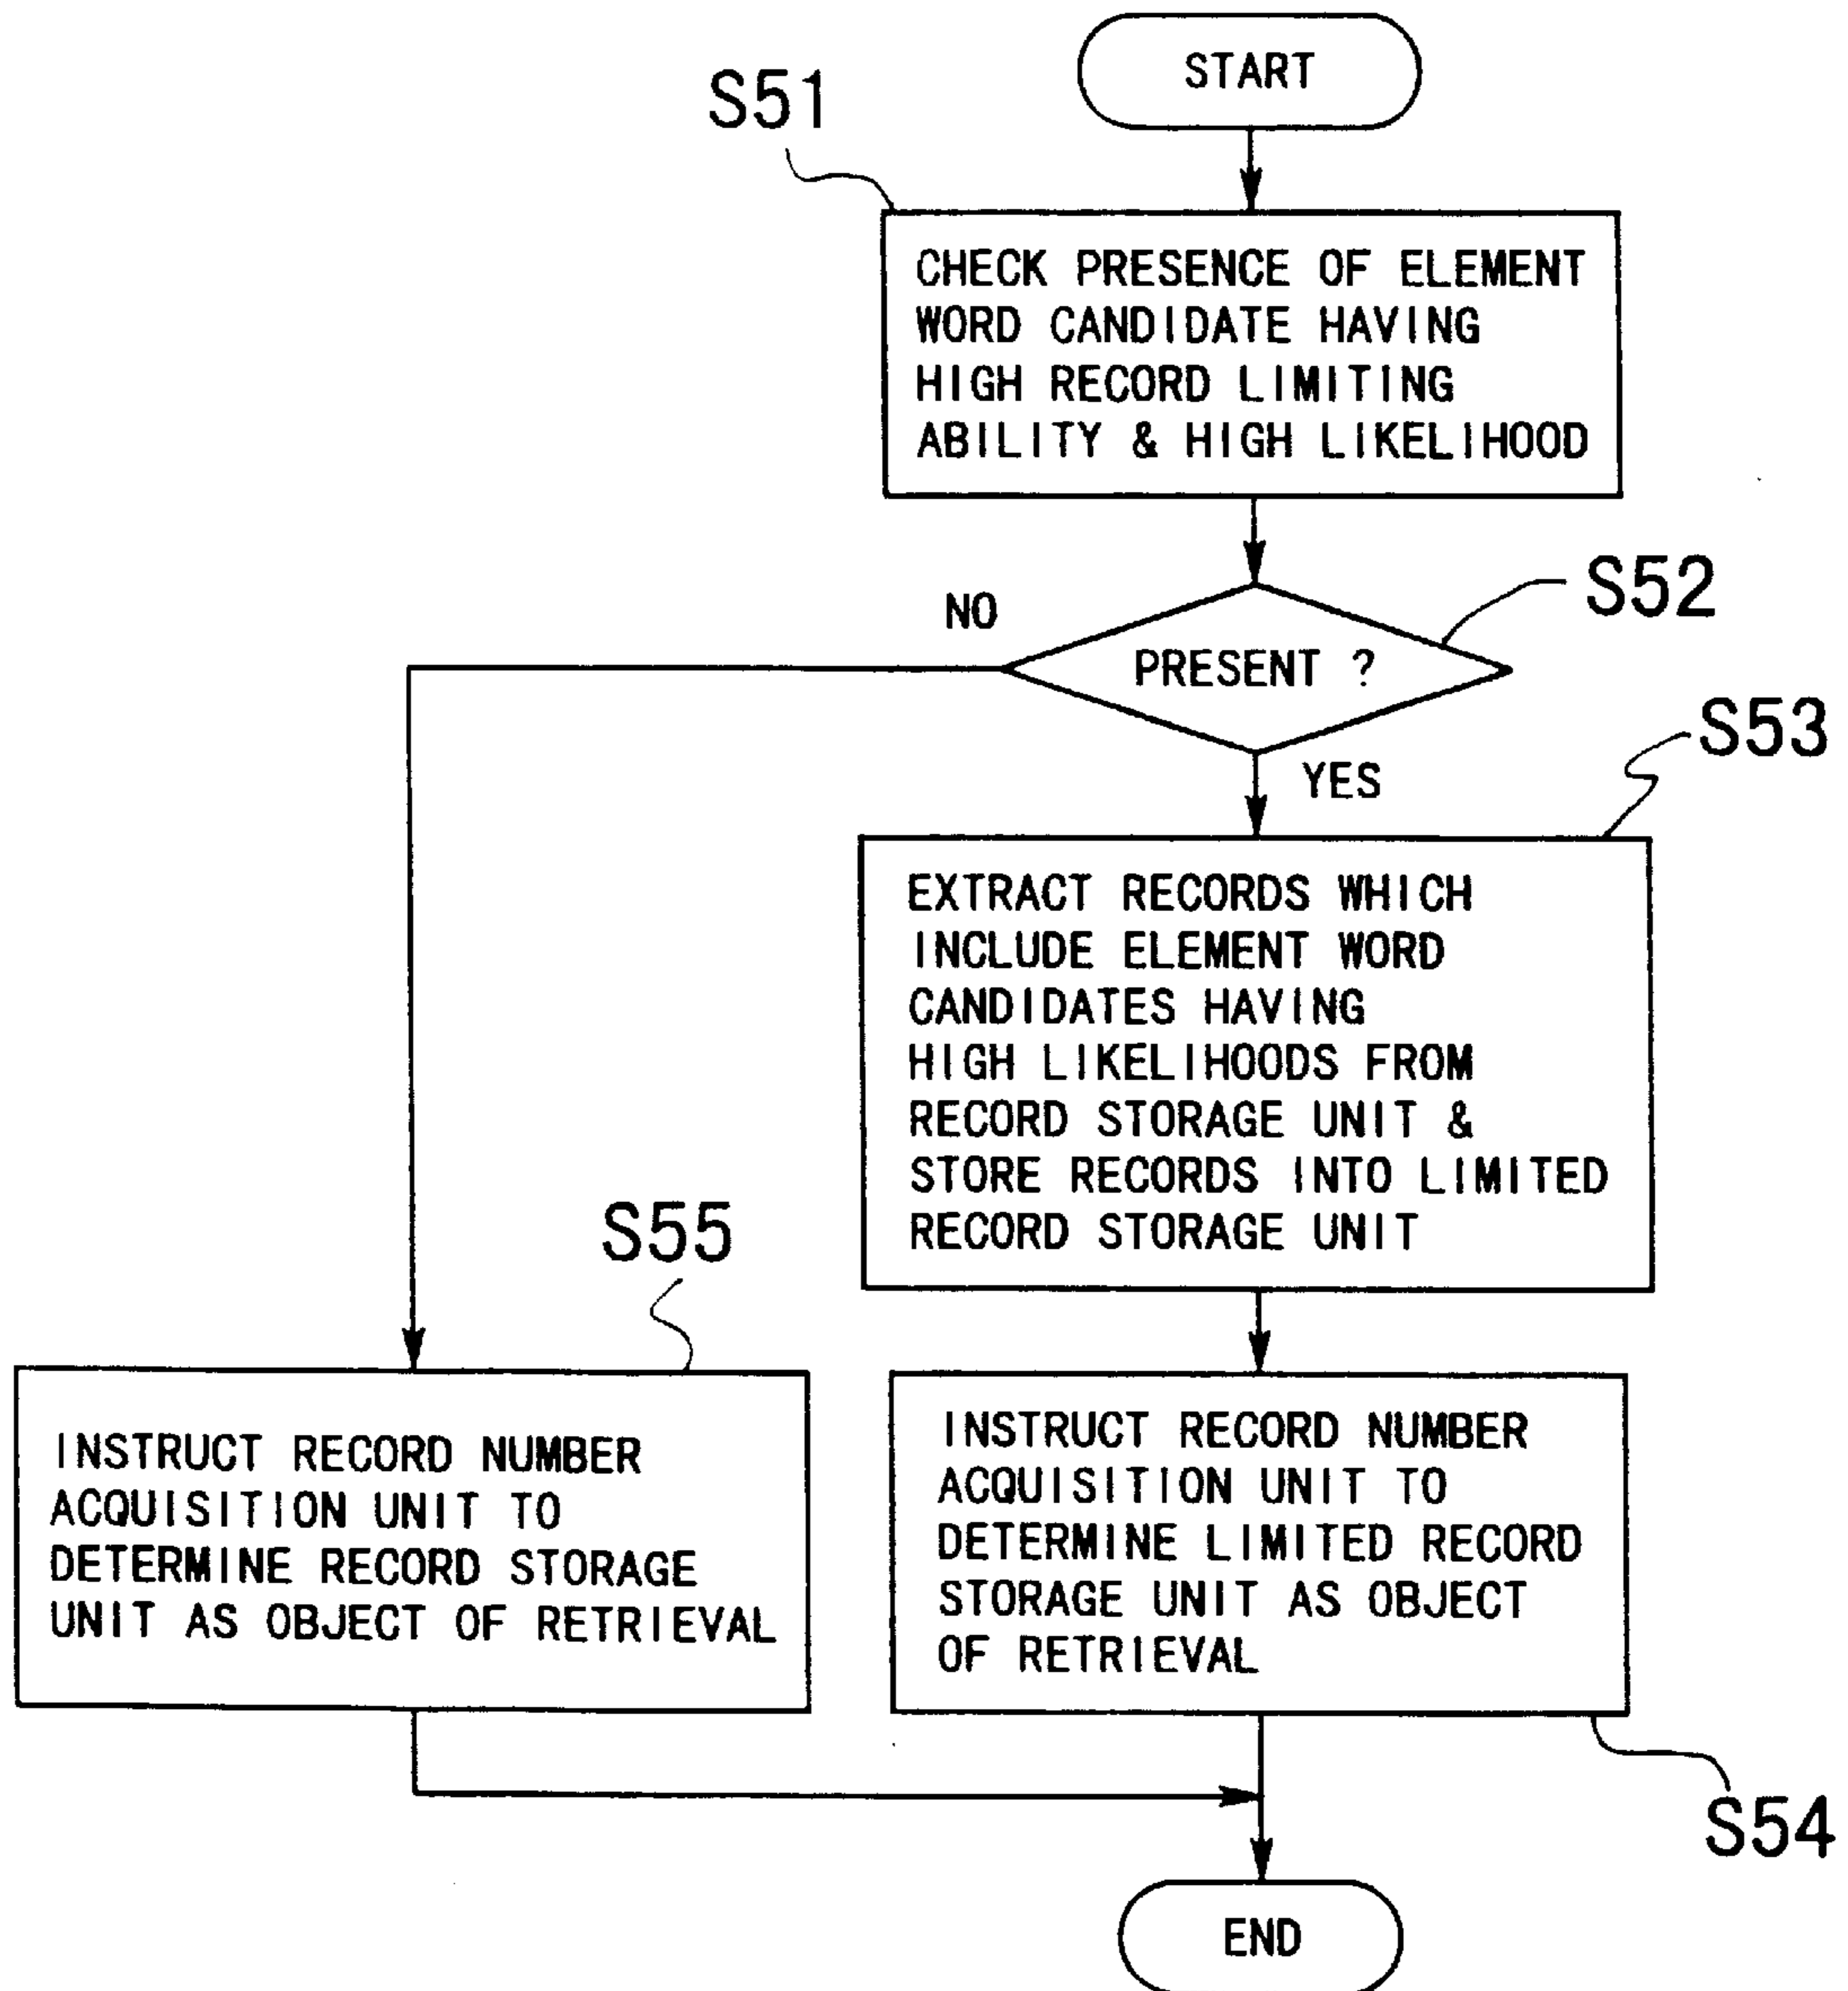 START
S51
CHECK PRESENCE OF ELEMENT
WORD CANDIDATE HAVING
HIGH RECORD LIMITING
ABILITY & HIGH LIKELIHOOD
S52
NO
PRESENT ?
YES
S53
EXTRACT RECORDS WHICH
INCLUDE ELEMENT WORD
CANDIDATES HAVING
HIGH LIKELIHOODS FROM
RECORD STORAGE UNIT &
STORE RECORDS INTO LIMITED
RECORD STORAGE UNIT
S55
INSTRUCT RECORD NUMBER
ACQUISITION UNIT TO
DETERMINE RECORD STORAGE
UNIT AS OBJECT OF RETRIEVAL
INSTRUCT RECORD NUMBER
ACQUISITION UNIT TO
DETERMINE LIMITED RECORD
STORAGE UNIT AS OBJECT
OF RETRIEVAL
S54
END